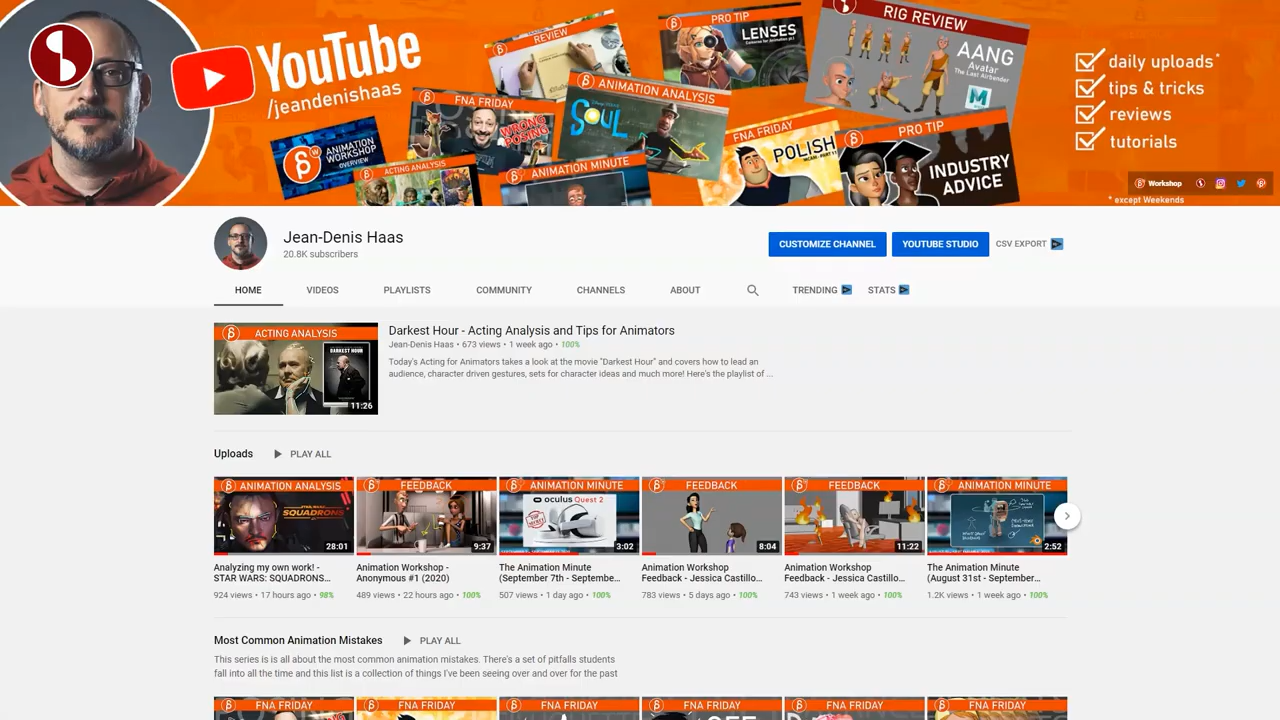 YouTube
/jeandenishaas
REVIEW
PRO TIP
LENSES
RIG REVIEW
AANG
Avatar
The Last Airbender
FNA FRIDAY
WRONG
POSING
ANIMATION ANALYSIS
SOUL
ANIMATION
WORKSHOP
OVERVIEW
ACTING ANALYSIS
ANIMATION MINUTE
FNA FRIDAY
POLISH
PRO TIP
INDUSTRY
ADVICE
daily uploads*
tips & tricks
reviews
tutorials
Workshop
* except Weekends
Jean-Denis Haas
20.8K subscribers
CUSTOMIZE CHANNEL
YOUTUBE STUDIO
CSV EXPORT
HOME
VIDEOS
PLAYLISTS
COMMUNITY
CHANNELS
ABOUT
TRENDING
STATS
ACTING ANALYSIS
DARKEST HOUR
11:26
Darkest Hour - Acting Analysis and Tips for Animators
Jean-Denis Haas • 673 views • 1 week ago • 100%
Today's Acting for Animators takes a look at the movie "Darkest Hour" and covers how to lead an
audience, character driven gestures, sets for character ideas and much more! Here's the playlist of ...
Uploads
PLAY ALL
ANIMATION ANALYSIS
STAR WARS
SQUADRONS
28:01
FEEDBACK
9:37
ANIMATION MINUTE
oculus Quest 2
TOP SECRET
3:02
FEEDBACK
8:04
FEEDBACK
11:22
ANIMATION MINUTE
2:52
Analyzing my own work! -
STAR WARS: SQUADRONS...
924 views • 17 hours ago • 98%
Animation Workshop -
Anonymous #1 (2020)
489 views • 22 hours ago • 100%
The Animation Minute
(September 7th - Septembe...
507 views • 1 day ago • 100%
Animation Workshop
Feedback - Jessica Castillo...
783 views • 5 days ago • 100%
Animation Workshop
Feedback - Jessica Castillo...
743 views • 1 week ago • 100%
The Animation Minute
(August 31st - September...
1.2K views • 1 week ago • 100%
Most Common Animation Mistakes
PLAY ALL
This series is is all about the most common animation mistakes. There's a set of pitfalls students
fall into all the time and this list is a collection of things I've been seeing over and over for the past
FNA FRIDAY
FNA FRIDAY
FNA FRIDAY
FNA FRIDAY
FNA FRIDAY
FNA FRIDAY